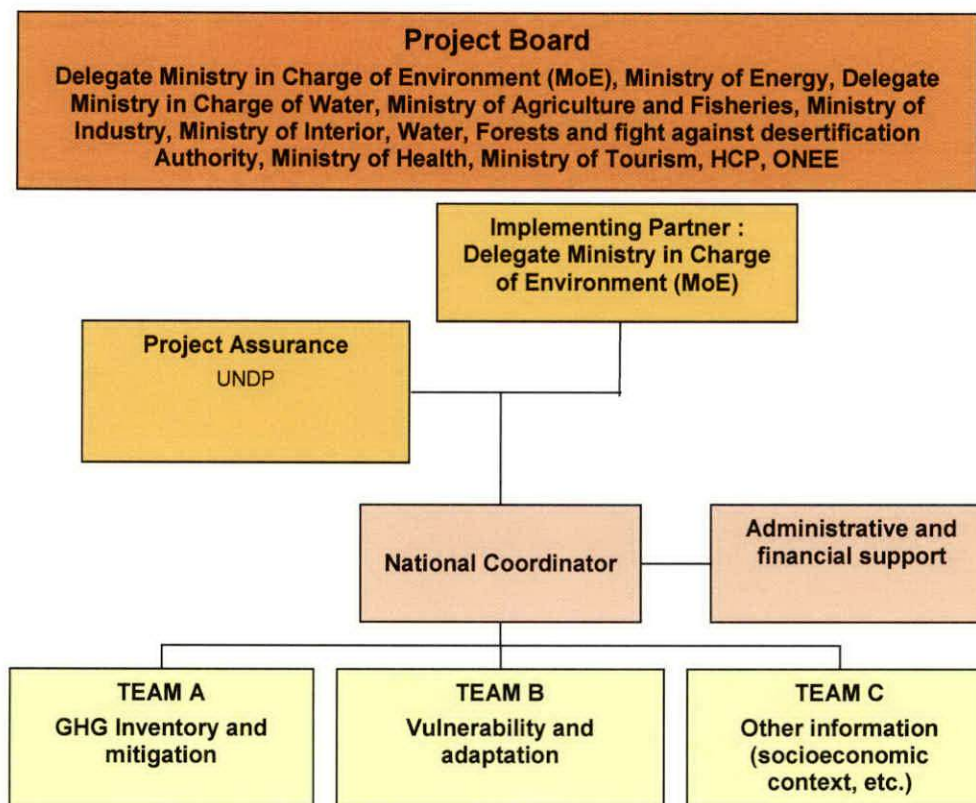 Project Board
Delegate Ministry in Charge of Environment (MoE), Ministry of Energy, Delegate
Ministry in Charge of Water, Ministry of Agriculture and Fisheries, Ministry of
Industry, Ministry of Interior, Water, Forests and fight against desertification
Authority, Ministry of Health, Ministry of Tourism, HCP, ONEE
Implementing Partner :
Delegate Ministry in Charge
of Environment (MoE)
Project Assurance
UNDP
National Coordinator
Administrative and
financial support
TEAM A
GHG Inventory and
mitigation
TEAM B
Vulnerability and
adaptation
TEAM C
Other information
(socioeconomic
context, etc.)